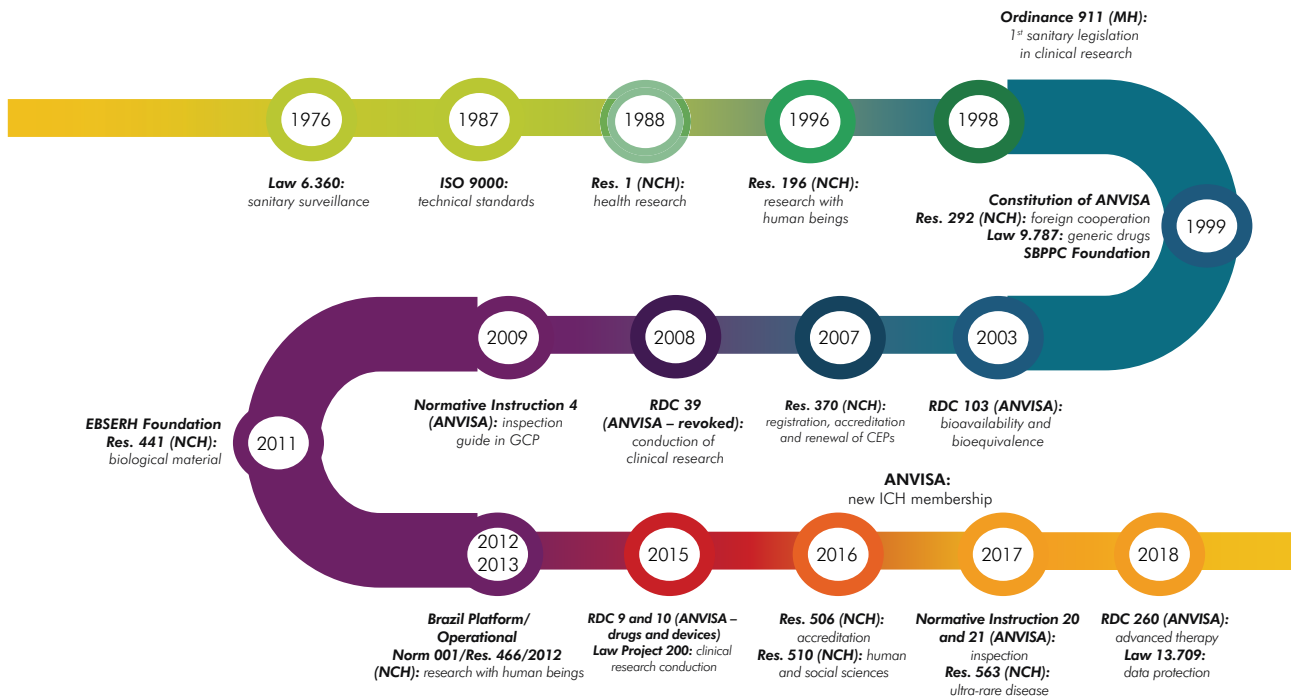 Ordinance 911 (MH):
1st sanitary legislation
in clinical research
1976
1987
1988
1996
1998
Law 6.360:
sanitary surveillance
ISO 9000:
technical standards
Res. 1 (NCH):
health research
Res. 196 (NCH):
research with
human beings
Constitution of ANVISA
Res. 292 (NCH): foreign cooperation
Law 9.787: generic drugs
SBPPC Foundation
1999
2009
2008
2007
2003
Normative Instruction 4
(ANVISA): inspection
guide in GCP
RDC 39
(ANVISA – revoked):
conduction of
clinical research
Res. 370 (NCH):
registration, accreditation
and renewal of CEPs
RDC 103 (ANVISA):
bioavailability and
bioequivalence
EBSERH Foundation
Res. 441 (NCH):
biological material
2011
ANVISA:
new ICH membership
2012
2013
2015
2016
2017
2018
Brazil Platform/
Operational
Norm 001/Res. 466/2012
(NCH): research with human beings
RDC 9 and 10 (ANVISA –
drugs and devices)
Law Project 200: clinical
research conduction
Res. 506 (NCH):
accreditation
Res. 510 (NCH): human
and social sciences
Normative Instruction 20
and 21 (ANVISA):
inspection
Res. 563 (NCH):
ultra-rare disease
RDC 260 (ANVISA):
advanced therapy
Law 13.709:
data protection